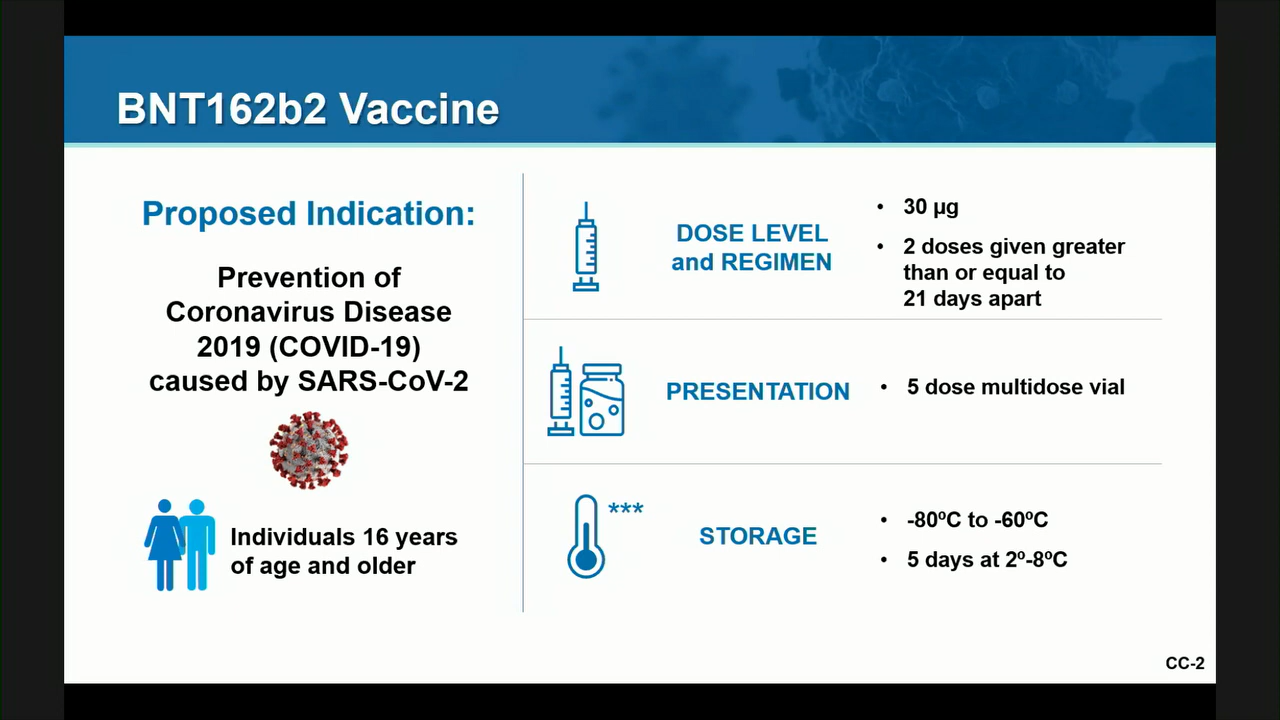 BNT162b2 Vaccine
Proposed Indication:
Prevention of
Coronavirus Disease
2019 (COVID-19)
caused by SARS-CoV-2
Individuals 16 years
of age and older
DOSE LEVEL
and REGIMEN
• 30 µg
• 2 doses given greater
than or equal to
21 days apart
PRESENTATION
• 5 dose multidose vial
***
STORAGE
• -80ºC to -60ºC
• 5 days at 2º-8ºC
CC-2